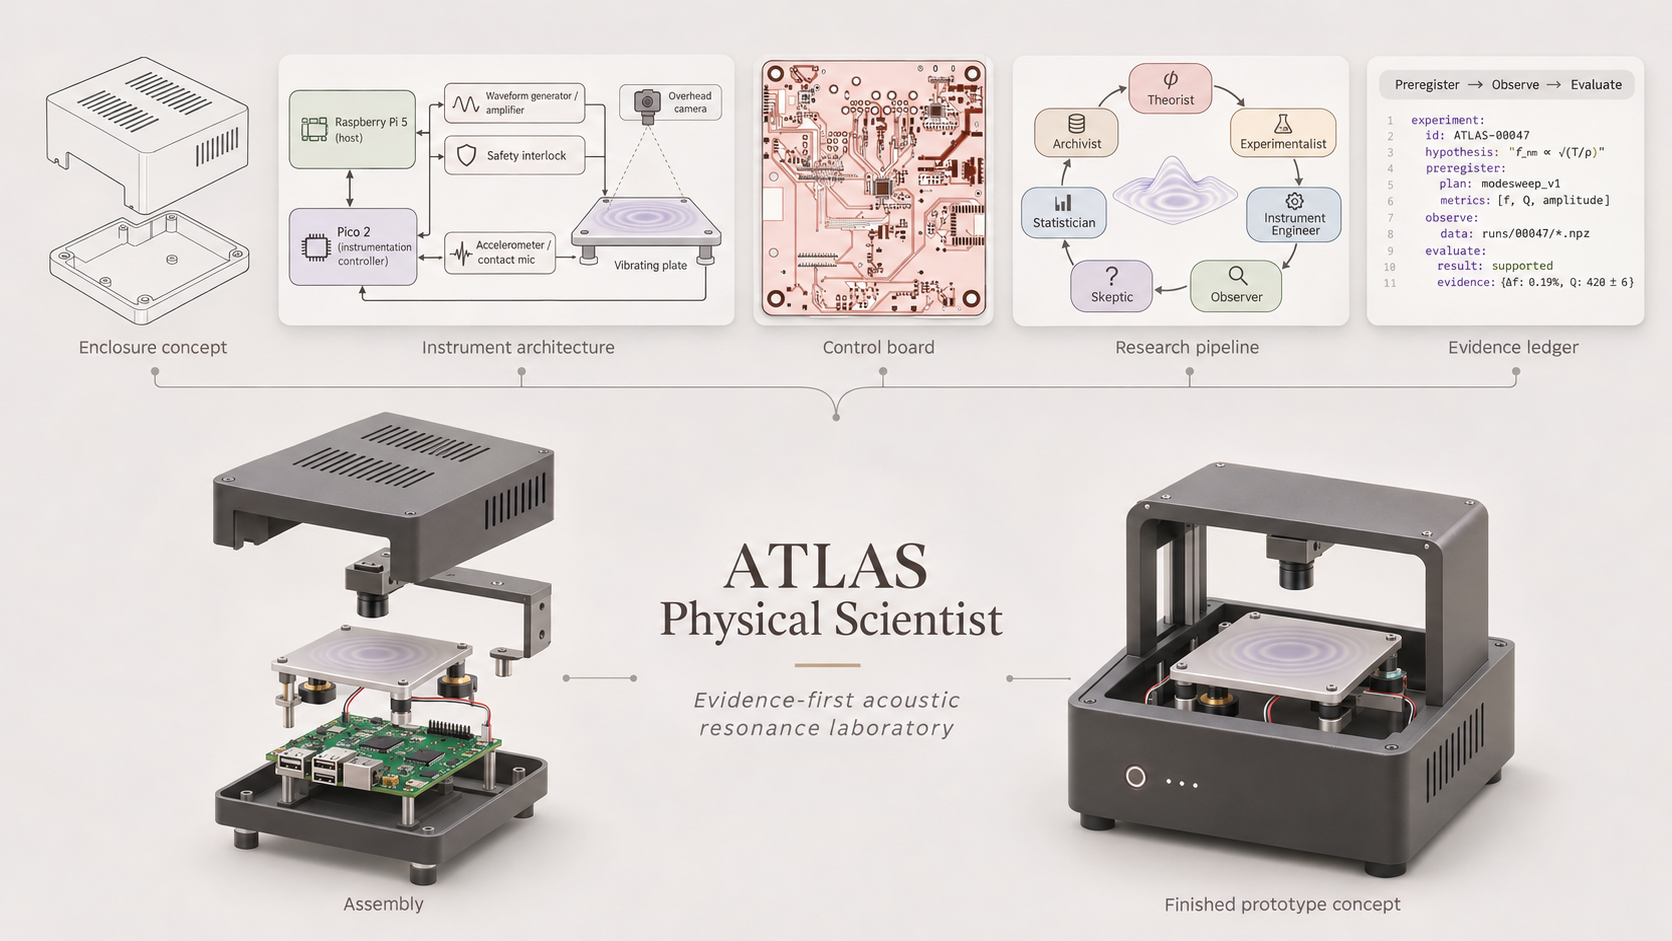 Raspberry Pi 5
(host)
Pico 2
(instrumentation
controller)
Waveform generator /
amplifier
Safety interlock
Accelerometer /
contact mic
Overhead
camera
Vibrating plate
φ
Theorist
Experimentalist
Instrument
Engineer
Observer
?
Skeptic
Statistician
Archivist
Preregister → Observe → Evaluate
1 experiment:
2 id: ATLAS-00047
3 hypothesis: "f_nm ∝ √(T/ρ)"
4 preregister:
5 plan: modesweep_v1
6 metrics: [f, Q, amplitude]
7 observe:
8 data: runs/00047/*.npz
9 evaluate:
10 result: supported
11 evidence: {Δf: 0.19%, Q: 420 ± 6}
Enclosure concept
Instrument architecture
Control board
Research pipeline
Evidence ledger
ATLAS
Physical Scientist
Evidence-first acoustic
resonance laboratory
Assembly
Finished prototype concept